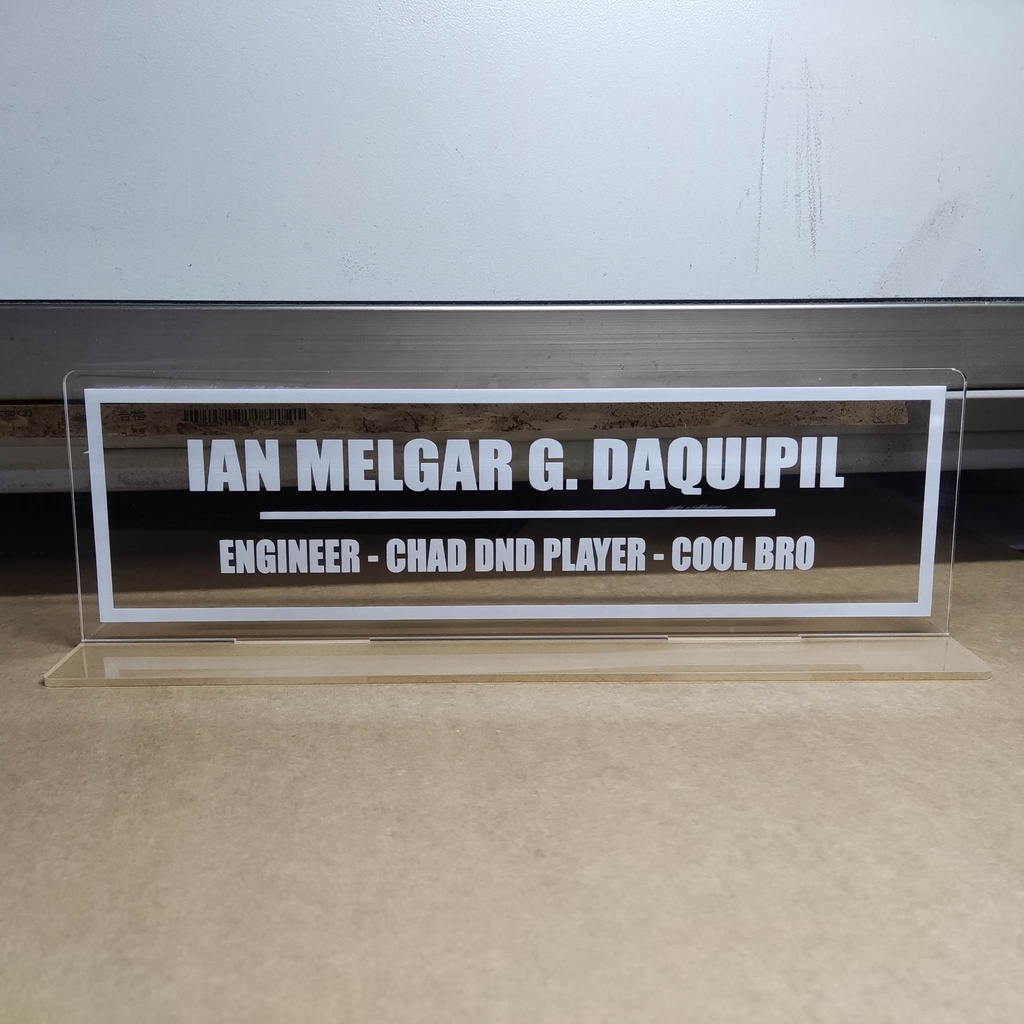 IAN MELGAR G. DAQUIPIL
ENGINEER - CHAD DND PLAYER - COOL BRO